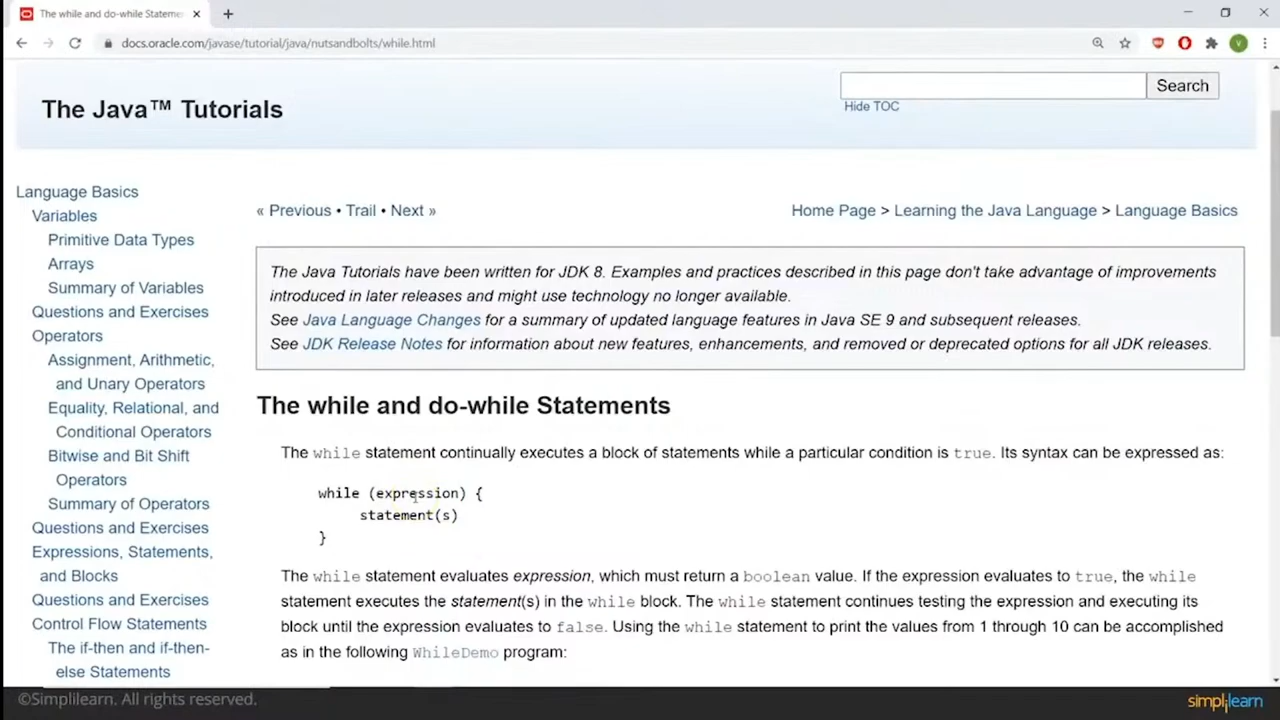 The while and do-while Stateme
docs.oracle.com/javase/tutorial/java/nutsandbolts/while.html
V
The Java™ Tutorials
Search
Hide TOC
Language Basics
Variables
Primitive Data Types
Arrays
Summary of Variables
Questions and Exercises
Operators
Assignment, Arithmetic,
and Unary Operators
Equality, Relational, and
Conditional Operators
Bitwise and Bit Shift
Operators
Summary of Operators
Questions and Exercises
Expressions, Statements,
and Blocks
Questions and Exercises
Control Flow Statements
The if-then and if-then-
else Statements
« Previous • Trail • Next »
Home Page > Learning the Java Language > Language Basics
The Java Tutorials have been written for JDK 8. Examples and practices described in this page don't take advantage of improvements
introduced in later releases and might use technology no longer available.
See Java Language Changes for a summary of updated language features in Java SE 9 and subsequent releases.
See JDK Release Notes for information about new features, enhancements, and removed or deprecated options for all JDK releases.
The while and do-while Statements
The while statement continually executes a block of statements while a particular condition is true. Its syntax can be expressed as:
while (expression) {
statement(s)
}
The while statement evaluates expression, which must return a boolean value. If the expression evaluates to true, the while
statement executes the statement(s) in the while block. The while statement continues testing the expression and executing its
block until the expression evaluates to false. Using the while statement to print the values from 1 through 10 can be accomplished
as in the following WhileDemo program:
©Simplilearn. All rights reserved.
simplilearn